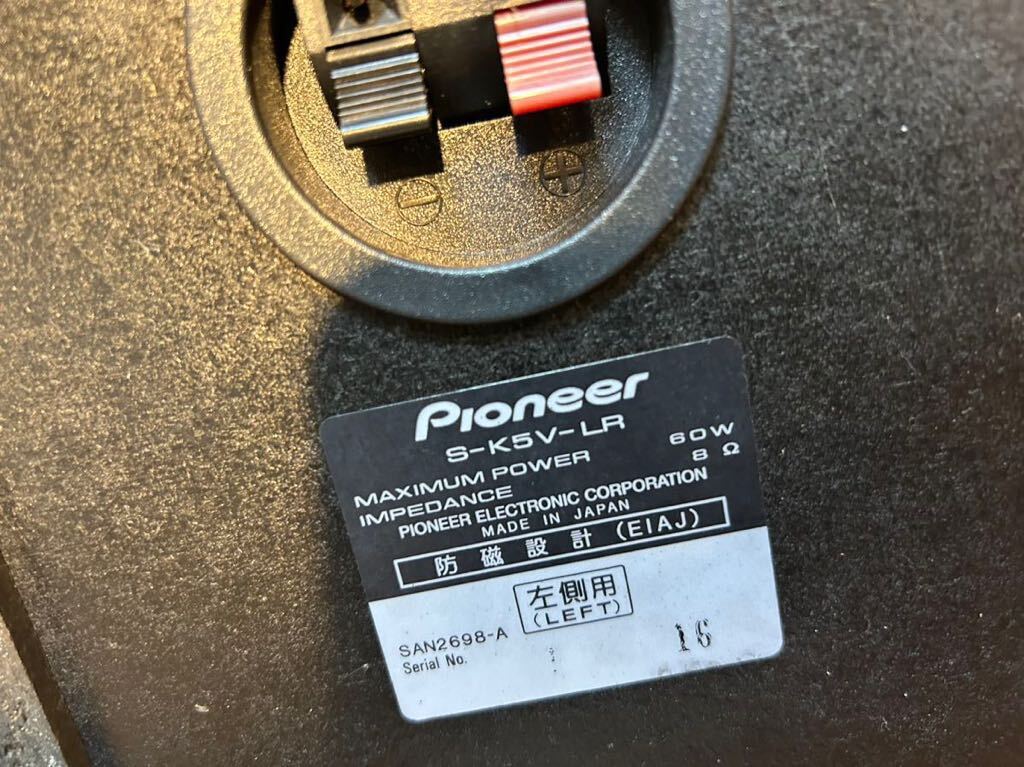 ⊖ ⊕
Pioneer
S-K5V-LR
MAXIMUM POWER 60W
IMPEDANCE 8 Ω
PIONEER ELECTRONIC CORPORATION
MADE IN JAPAN
防磁設計 (EIAJ)
左側用
(LEFT)
SAN2698-A
Serial No. 16